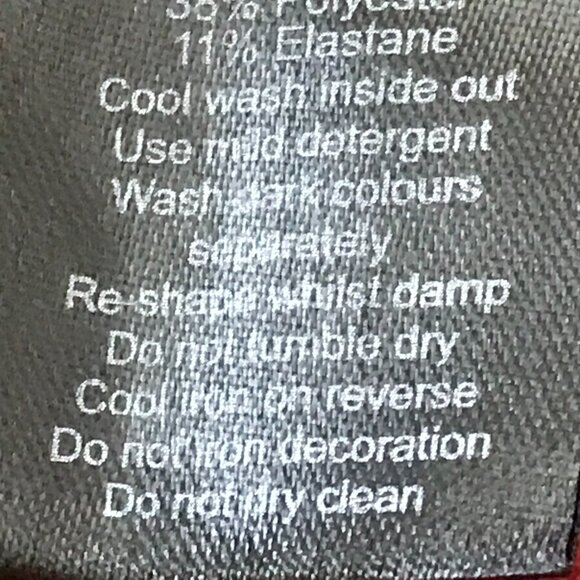 % Polyester
11% Elastane
Cool wash inside out
Use mild detergent
Wash dark colours
separately
Re-shape whilst damp
Do not tumble dry
Cool iron on reverse
Do not iron decoration
Do not dry clean